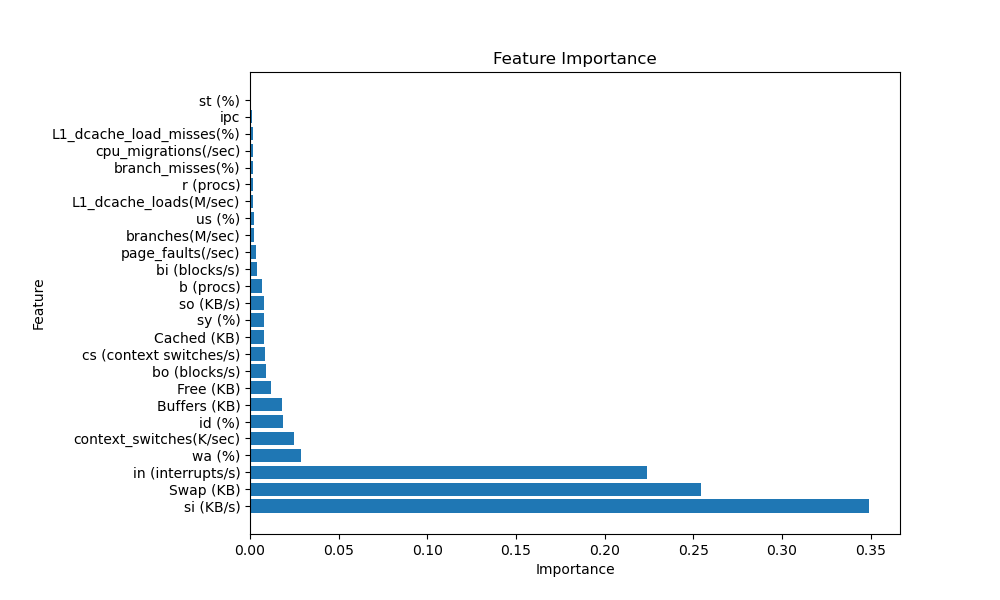 Feature Importance
st (%)
ipc
L1_dcache_load_misses(%)
cpu_migrations(/sec)
branch_misses(%)
r (procs)
L1_dcache_loads(M/sec)
us (%)
branches(M/sec)
page_faults(/sec)
bi (blocks/s)
b (procs)
so (KB/s)
sy (%)
Cached (KB)
cs (context switches/s)
bo (blocks/s)
Free (KB)
Buffers (KB)
id (%)
context_switches(K/sec)
wa (%)
in (interrupts/s)
Swap (KB)
si (KB/s)
Feature
0.00 0.05 0.10 0.15 0.20 0.25 0.30 0.35
Importance